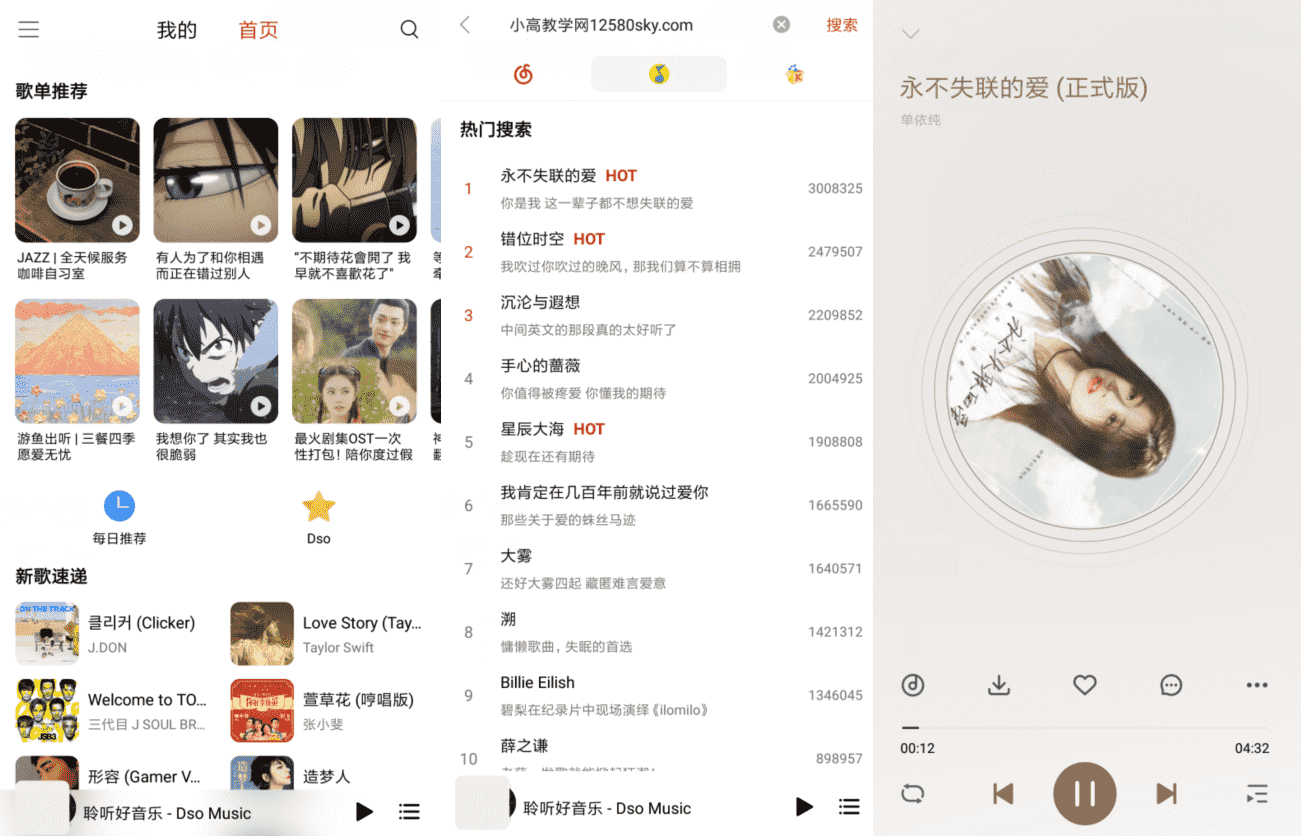 我的 首页
歌单推荐
JAZZ | 全天候服务
咖啡自习室
有人为了和你相遇
而正在错过别人
“不期待花會開了 我
早就不喜歡花了"
游鱼出听 | 三餐四季
愿爱无忧
我想你了 其实我也
很脆弱
最火剧集OST一次
性打包！陪你度过假
每日推荐
Dso
新歌速递
ON THE TRACK
클리커 (Clicker)
J.DON
Love Story (Tay...
Taylor Swift
JSB3
Welcome to TO...
三代目 J SOUL BR...
萱草花 (哼唱版)
张小斐
形容 (Gamer V...
造梦人
聆听好音乐 - Dso Music
小高教学网12580sky.com
搜索
热门搜索
1 永不失联的爱 HOT 3008325
你是我 这一辈子都不想失联的爱
2 错位时空 HOT 2479507
我吹过你吹过的晚风, 那我们算不算相拥
3 沉沦与遐想 2209852
中间英文的那段真的太好听了
4 手心的蔷薇 2004925
你值得被疼爱 你懂我的期待
5 星辰大海 HOT 1908808
趁现在还有期待
6 我肯定在几百年前就说过爱你 1665590
那些关于爱的蛛丝马迹
7 大雾 1640571
还好大雾四起 藏匿难言爱意
8 溯 1421312
慵懒歌曲，失眠的首选
9 Billie Eilish 1346045
碧梨在纪录片中现场演绎《ilomilo》
10 薛之谦 898957
聆听好音乐 - Dso Music
永不失联的爱 (正式版)
单依纯
00:12
04:32